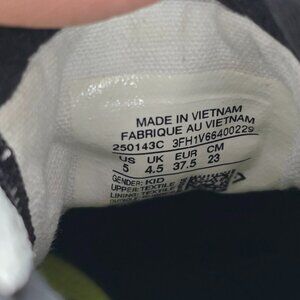 MADE IN VIETNAM
FABRIQUE AU VIETNAM
250143C 3FH1V66400229
US UK EUR CM
5 4.5 37.5 23
GENDER: KID
UPPER: TEXTILE